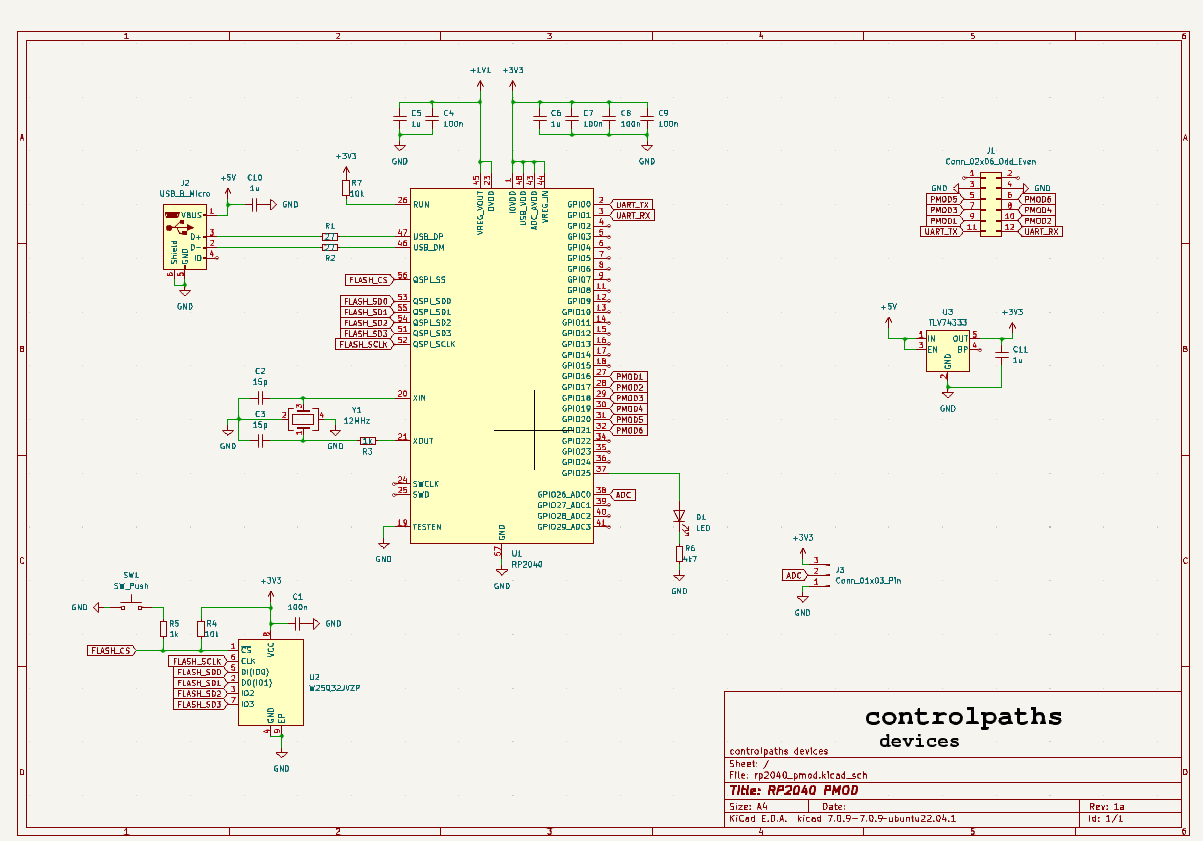 1 2 3 4 5 6
A
B
C
D
+1V1 +3V3
C5
1u
C4
100n
C6
1u
C7
100n
C8
100n
C9
100n
GND
GND
+3V3
R7
10k
J2
USB_B_Micro
+5V
C10
1u
GND
VBUS 1
D+ 3
D- 2
ID 4
Shield 6
GND 5
GND
R1
27
27
R2
45 VREG_VOUT
23 DVDD
1 IOVDD
48 USB_VDD
43 ADC_AVDD
44 VREG_IN
26 RUN
47 USB_DP
46 USB_DM
FLASH_CS 56 QSPI_SS
FLASH_SD0 53 QSPI_SD0
FLASH_SD1 55 QSPI_SD1
FLASH_SD2 54 QSPI_SD2
FLASH_SD3 51 QSPI_SD3
FLASH_SCLK 52 QSPI_SCLK
20 XIN
21 XOUT
24 SWCLK
25 SWD
19 TESTEN
GND
GPIO0 2 UART_TX
GPIO1 3 UART_RX
GPIO2 4
GPIO3 5
GPIO4 6
GPIO5 7
GPIO6 8
GPIO7 9
GPIO8 11
GPIO9 12
GPIO10 13
GPIO11 14
GPIO12 15
GPIO13 16
GPIO14 17
GPIO15 18
GPIO16 27 PMOD1
GPIO17 28 PMOD2
GPIO18 29 PMOD3
GPIO19 30 PMOD4
GPIO20 31 PMOD5
GPIO21 32 PMOD6
GPIO22 34
GPIO23 35
GPIO24 36
GPIO25 37
GPIO26_ADC0 38 ADC
GPIO27_ADC1 39
GPIO28_ADC2 40
GPIO29_ADC3 41
GND
57
GND
U1
RP2040
C2
15p
C3
15p
GND
3
2 4
1
GND
Y1
12MHz
1k
R3
D1
LED
R6
4k7
GND
J1
Conn_02x06_Odd_Even
1 2
GND 3 4 GND
PMOD5 5 6 PMOD6
PMOD3 7 8 PMOD4
PMOD1 9 10 PMOD2
UART_TX 11 12 UART_RX
+5V
U3
TLV74333
+3V3
1 IN OUT 5
3 EN BP 4
GND
2
C11
1u
GND
+3V3
3
ADC 2
1
J3
Conn_01x03_Pin
GND
SW1
SW_Push
GND
R5
1k
R4
10k
+3V3
C1
100n
GND
8
VCC
FLASH_CS 1 CS
FLASH_SCLK 6 CLK
FLASH_SD0 5 DI(IO0)
FLASH_SD1 2 DO(IO1)
FLASH_SD2 3 IO2
FLASH_SD3 7 IO3
GND EP
4 9
GND
U2
W25Q32JVZP
controlpaths
devices
controlpaths devices
Sheet: /
File: rp2040_pmod.kicad_sch
Title: RP2040 PMOD
Size: A4 Date: Rev: 1a
KiCad E.D.A. kicad 7.0.9-7.0.9~ubuntu22.04.1 Id: 1/1
A
B
C
D
1 2 3 4 5 6